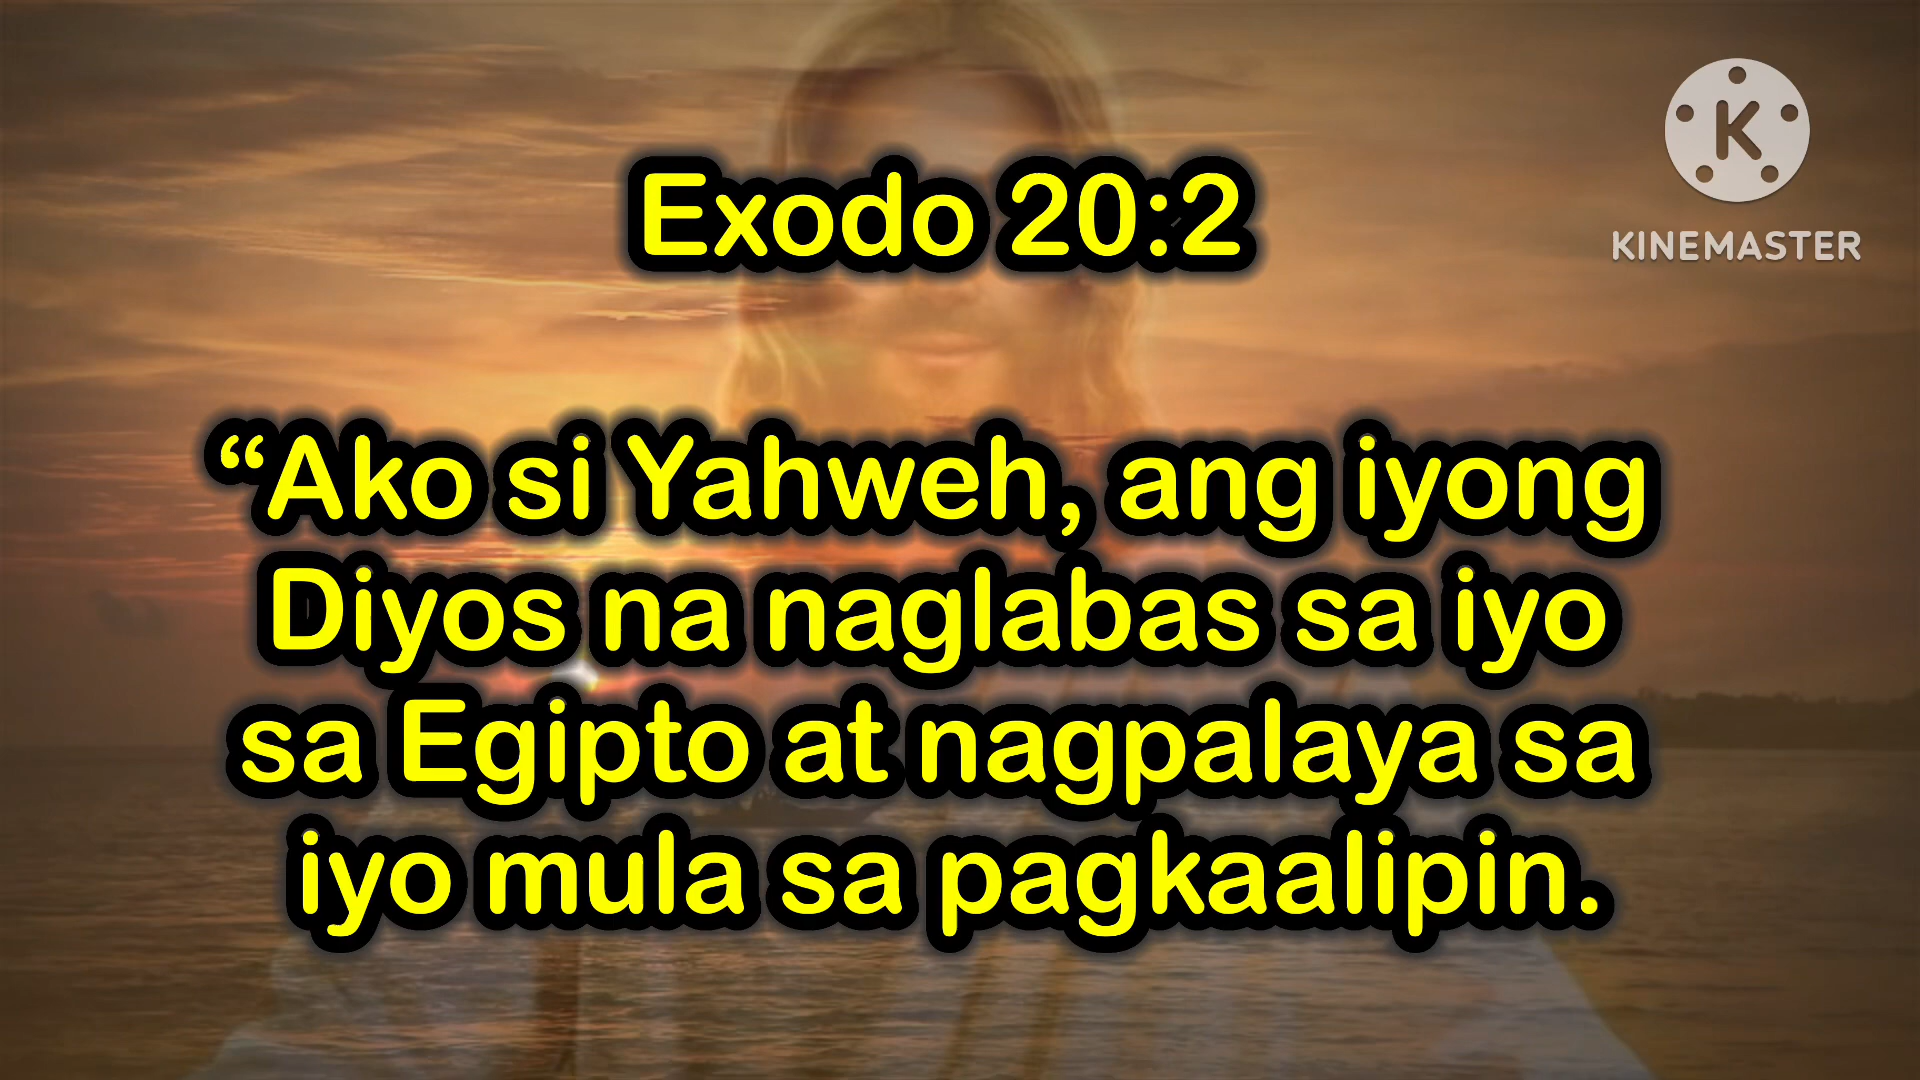 Exodo 20:2
“Ako si Yahweh, ang iyong
Diyos na naglabas sa iyo
sa Egipto at nagpalaya sa
iyo mula sa pagkaalipin.
K
KINEMASTER